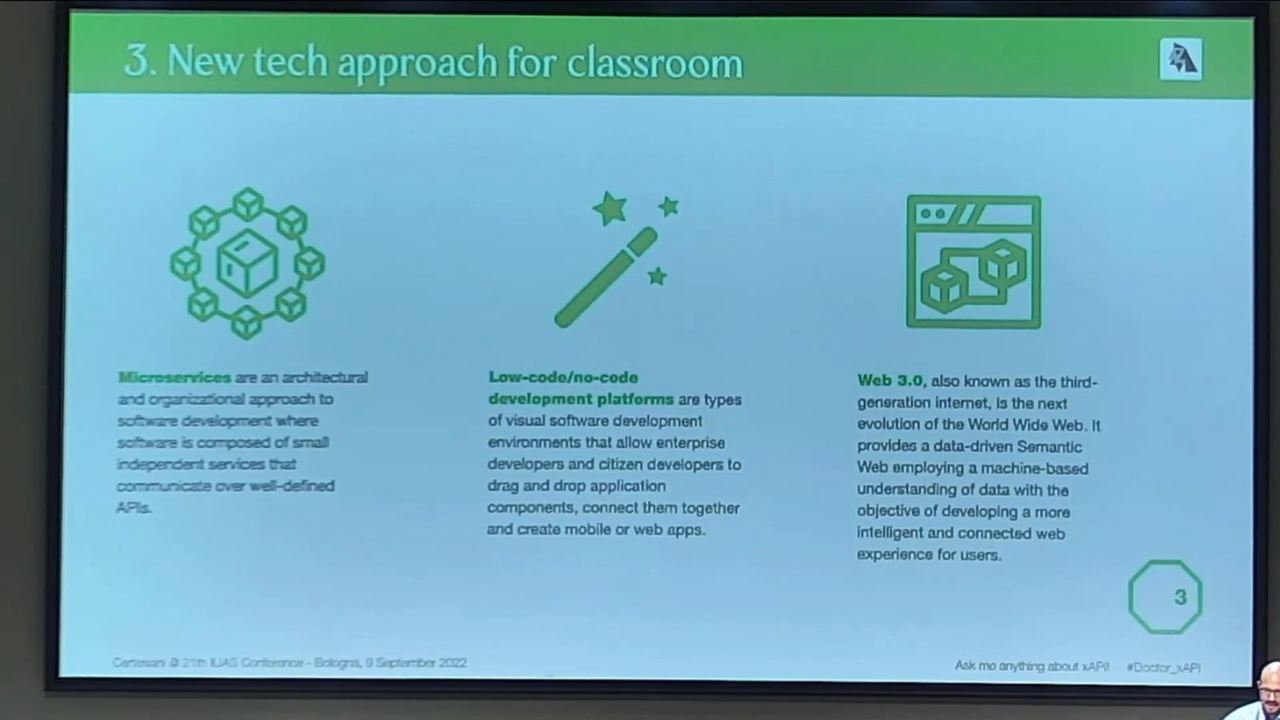 3. New tech approach for classroom
Microservices are an architectural
and organizational approach to
software development where
software is composed of small
independent services that
communicate over well-defined
APIs.
Low-code/no-code
development platforms are types
of visual software development
environments that allow enterprise
developers and citizen developers to
drag and drop application
components, connect them together
and create mobile or web apps.
Web 3.0, also known as the third-
generation internet, is the next
evolution of the World Wide Web. It
provides a data-driven Semantic
Web employing a machine-based
understanding of data with the
objective of developing a more
intelligent and connected web
experience for users.
3
@ ILIAS Conference - Bologna, 9 September 2022
Ask me anything about xAPI! #Doctor_xAPI